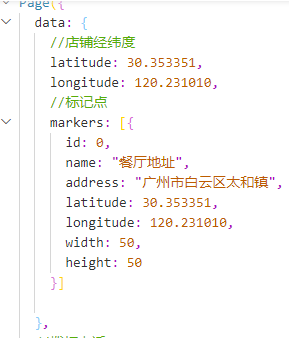 Page({
data: {
//店铺经纬度
latitude: 30.353351,
longitude: 120.231010,
//标记点
markers: [{
id: 0,
name: "餐厅地址",
address: "广州市白云区太和镇",
latitude: 30.353351,
longitude: 120.231010,
width: 50,
height: 50
}]
},